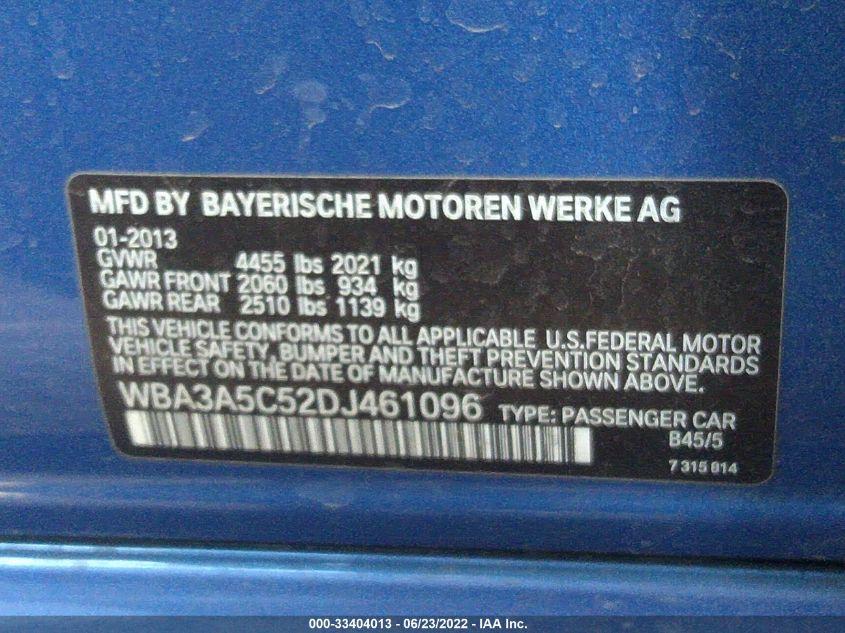 MFD BY BAYERISCHE MOTOREN WERKE AG
01-2013
GVWR 4455 lbs 2021 kg
GAWR FRONT 2060 lbs 934 kg
GAWR REAR 2510 lbs 1139 kg
THIS VEHICLE CONFORMS TO ALL APPLICABLE U.S.FEDERAL MOTOR
VEHICLE SAFETY, BUMPER AND THEFT PREVENTION STANDARDS
IN EFFECT ON THE DATE OF MANUFACTURE SHOWN ABOVE.
WBA3A5C52DJ461096 TYPE: PASSENGER CAR
B45/5
7 315 014
000-33404013 - 06/23/2022 - IAA Inc.